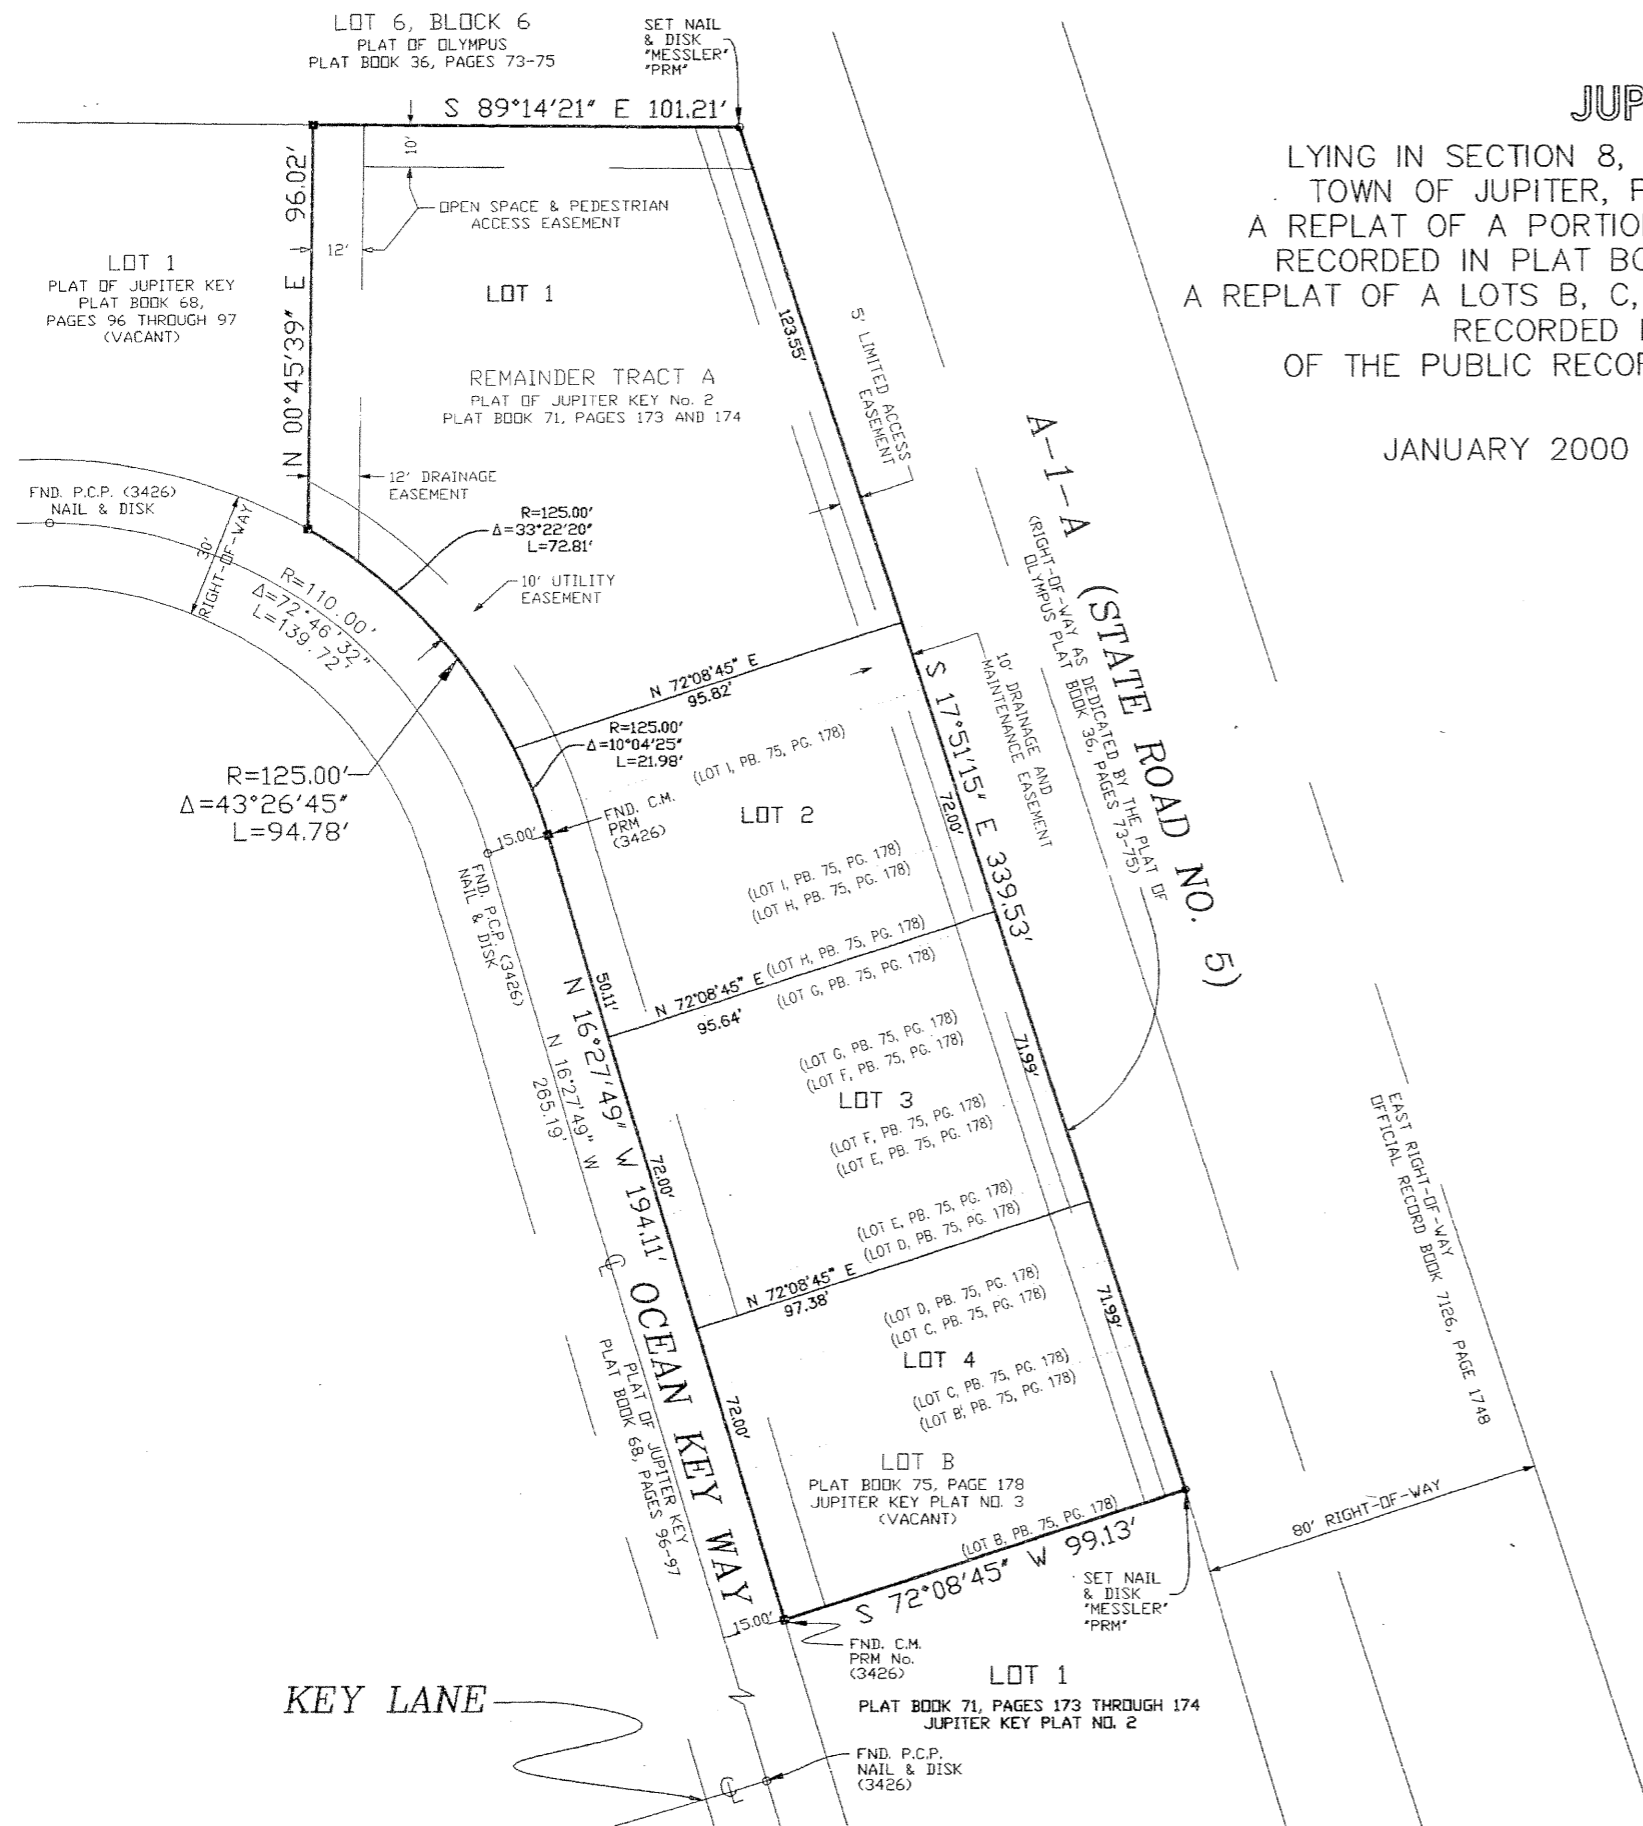 LOT 6, BLOCK 6
PLAT OF OLYMPUS
PLAT BOOK 36, PAGES 73-75
SET NAIL
& DISK
"MESSLER"
"PRM"
S 89°14'21" E 101.21'
JUP
LYING IN SECTION 8,
TOWN OF JUPITER, P
A REPLAT OF A PORTION
RECORDED IN PLAT BO
A REPLAT OF A LOTS B, C,
RECORDED I
OF THE PUBLIC RECOR
JANUARY 2000
N 00°45'39" E 96.02'
10'
OPEN SPACE & PEDESTRIAN
ACCESS EASEMENT
12'
LOT 1
PLAT OF JUPITER KEY
PLAT BOOK 68,
PAGES 96 THROUGH 97
(VACANT)
LOT 1
REMAINDER TRACT A
PLAT OF JUPITER KEY No. 2
PLAT BOOK 71, PAGES 173 AND 174
123.55'
5' LIMITED ACCESS
EASEMENT
A-1-A (STATE ROAD NO. 5)
(RIGHT-OF-WAY AS DEDICATED BY THE PLAT OF
OLYMPUS PLAT BOOK 36, PAGES 73-75)
FND. P.C.P. (3426)
NAIL & DISK
12' DRAINAGE
EASEMENT
R=125.00'
Δ=33°22'20"
L=72.81'
10' UTILITY
EASEMENT
30'
RIGHT-OF-WAY
R=110.00'
Δ=72°46'32"
L=139.72'
N 72°08'45" E
95.82'
R=125.00'
Δ=10°04'25"
L=21.98'
R=125.00'
Δ=43°26'45"
L=94.78'
(LOT I, PB. 75, PG. 178)
LOT 2
FND. C.M.
PRM
(3426)
15.00'
FND. P.C.P. (3426)
NAIL & DISK
S 17°51'15" E 339.53'
72.00'
10' DRAINAGE AND
MAINTENANCE EASEMENT
(LOT I, PB. 75, PG. 178)
(LOT H, PB. 75, PG. 178)
(LOT H, PB. 75, PG. 178)
N 72°08'45" E
95.64'
(LOT G, PB. 75, PG. 178)
50.11'
N 16°27'49" W 194.11'
N 16°27'49" W
265.19'
(LOT G, PB. 75, PG. 178)
(LOT F, PB. 75, PG. 178)
LOT 3
71.99'
(LOT F, PB. 75, PG. 178)
(LOT E, PB. 75, PG. 178)
72.00'
(LOT E, PB. 75, PG. 178)
(LOT D, PB. 75, PG. 178)
N 72°08'45" E
97.38'
EAST RIGHT-OF-WAY
OFFICIAL RECORD BOOK 7126, PAGE 1748
OCEAN KEY WAY
PLAT OF JUPITER KEY
PLAT BOOK 68, PAGES 96-97
(LOT D, PB. 75, PG. 178)
(LOT C, PB. 75, PG. 178)
LOT 4
71.99'
(LOT C, PB. 75, PG. 178)
(LOT B, PB. 75, PG. 178)
72.00'
LOT B
PLAT BOOK 75, PAGE 178
JUPITER KEY PLAT NO. 3
(VACANT)
(LOT B, PB. 75, PG. 178)
S 72°08'45" W 99.13'
80' RIGHT-OF-WAY
SET NAIL
& DISK
"MESSLER"
"PRM"
15.00'
FND. C.M.
PRM No.
(3426)
LOT 1
PLAT BOOK 71, PAGES 173 THROUGH 174
JUPITER KEY PLAT NO. 2
KEY LANE
FND. P.C.P.
NAIL & DISK
(3426)